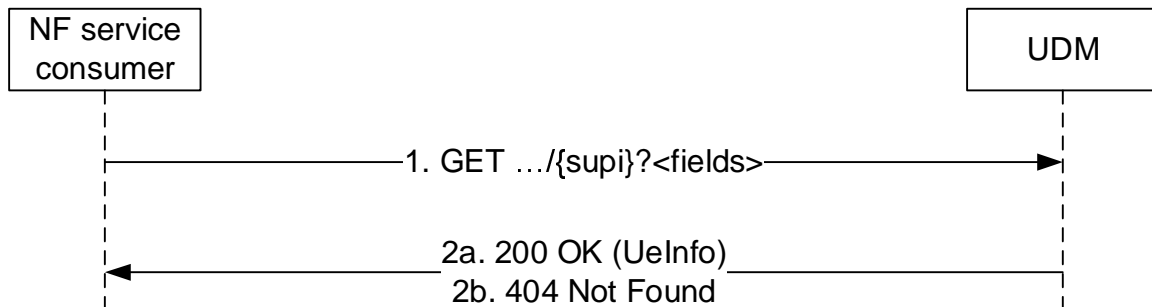 NF service
consumer
UDM
1. GET …/{supi}?<fields>
2a. 200 OK (UeInfo)
2b. 404 Not Found